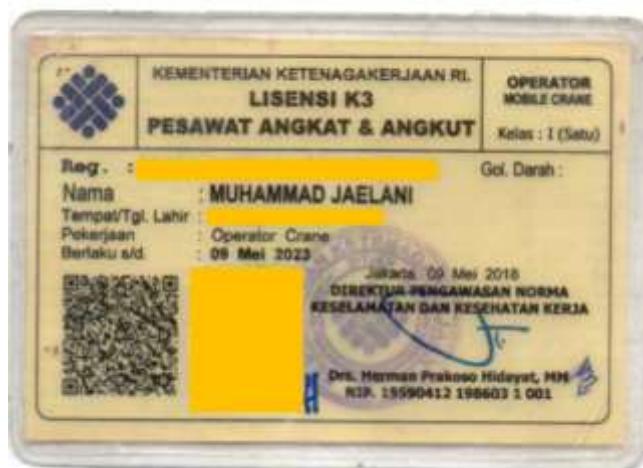 KEMENTERIAN KETENAGAKERJAAN RI.
LISENSI K3
PESAWAT ANGKAT & ANGKUT
OPERATOR
MOBILE CRANE
Kelas : I (Satu)
Reg. :
Gol. Darah :
Nama : MUHAMMAD JAELANI
Tempat/Tgl. Lahir :
Pekerjaan : Operator Crane
Berlaku s/d : 09 Mei 2023
Jakarta, 09 Mei 2018
DIREKTUR PENGAWASAN NORMA
KESELAMATAN DAN KESEHATAN KERJA
Drs. Herman Prakoso Hidayat, MM
NIP. 19590412 198603 1 001